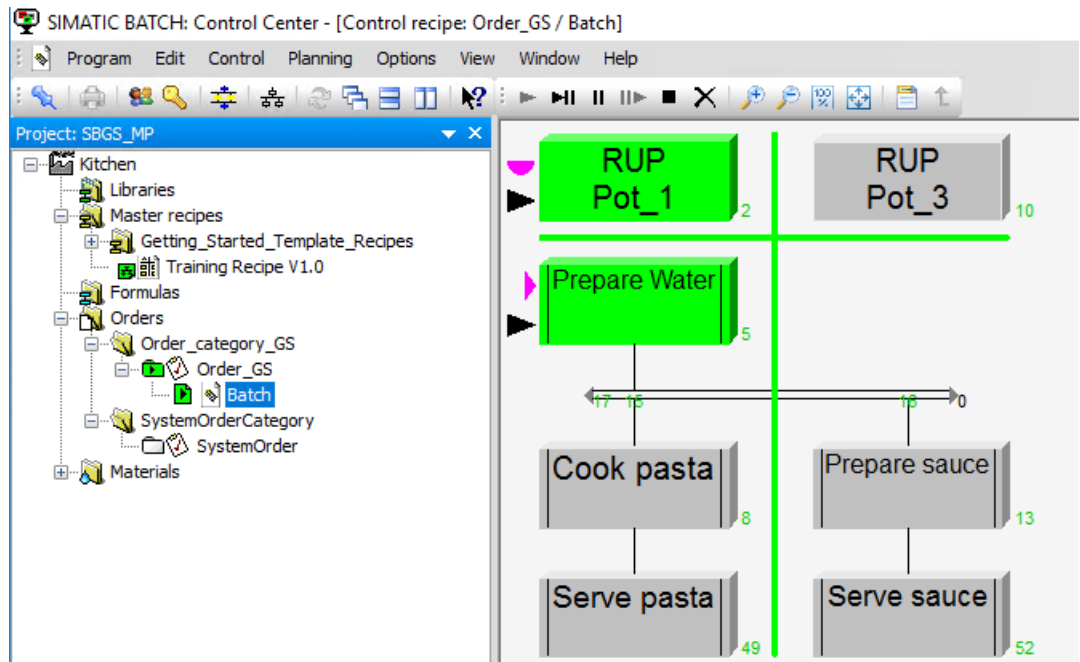 SIMATIC BATCH: Control Center - [Control recipe: Order_GS / Batch]
Program Edit Control Planning Options View Window Help
100 %
Project: SBGS_MP
Kitchen
Libraries
Master recipes
Getting_Started_Template_Recipes
Training Recipe V1.0
Formulas
Orders
Order_category_GS
Order_GS
Batch
SystemOrderCategory
SystemOrder
Materials
RUP
Pot_1
2
RUP
Pot_3
10
Prepare Water
5
17 15 0
Cook pasta
8
Prepare sauce
13
Serve pasta
49
Serve sauce
52